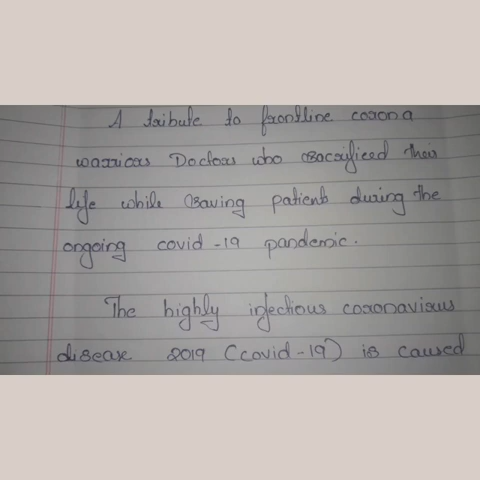 A tribute to frontline corona
warriors Doctors who sacrificed their
life while saving patient during the
ongoing covid-19 pandemic.
The highly infectious coronavirus
disease 2019 (covid-19) is caused